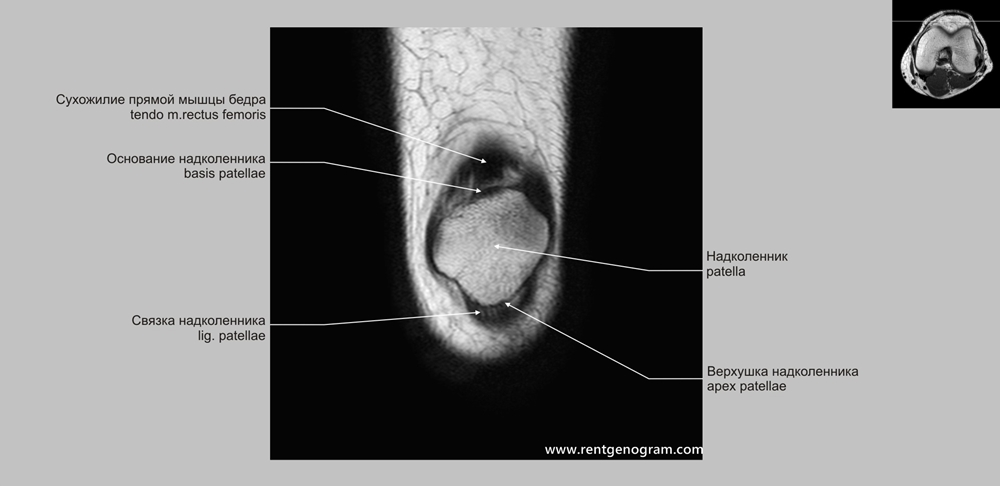 Сухожилие прямой мышцы бедра
tendo m.rectus femoris
Основание надколенника
basis patellae
Надколенник
patella
Связка надколенника
lig. patellae
Верхушка надколенника
apex patellae
www.rentgenogram.com